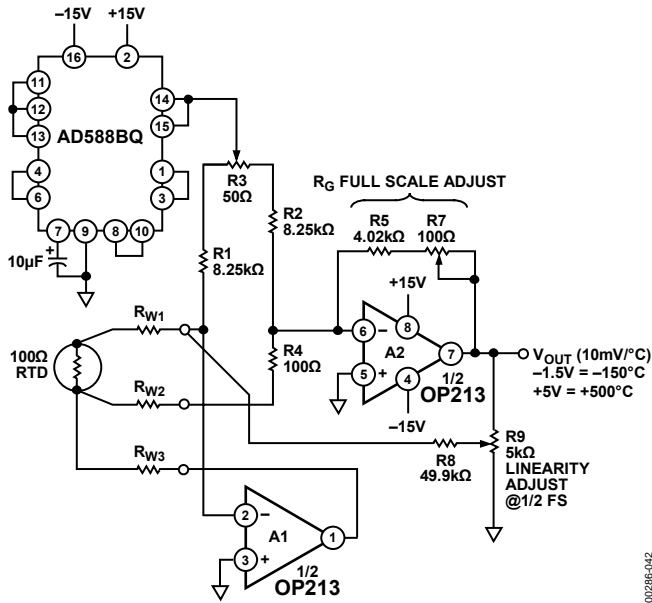 –15V +15V
16 2
11
12
13
14
15
AD588BQ
4
6
1
3
7 9 8 10
+
10µF
R3
50Ω
R2
8.25kΩ
R1
8.25kΩ
RG FULL SCALE ADJUST
R5
4.02kΩ
R7
100Ω
+15V
6 –
8
A2
7
5 +
4
1/2
OP213
–15V
VOUT (10mV/°C)
–1.5V = –150°C
+5V = +500°C
RW1
100Ω
RTD
RW2
R4
100Ω
RW3
R8
49.9kΩ
R9
5kΩ
LINEARITY
ADJUST
@1/2 FS
2 –
A1
1
3 +
1/2
OP213
00286-042